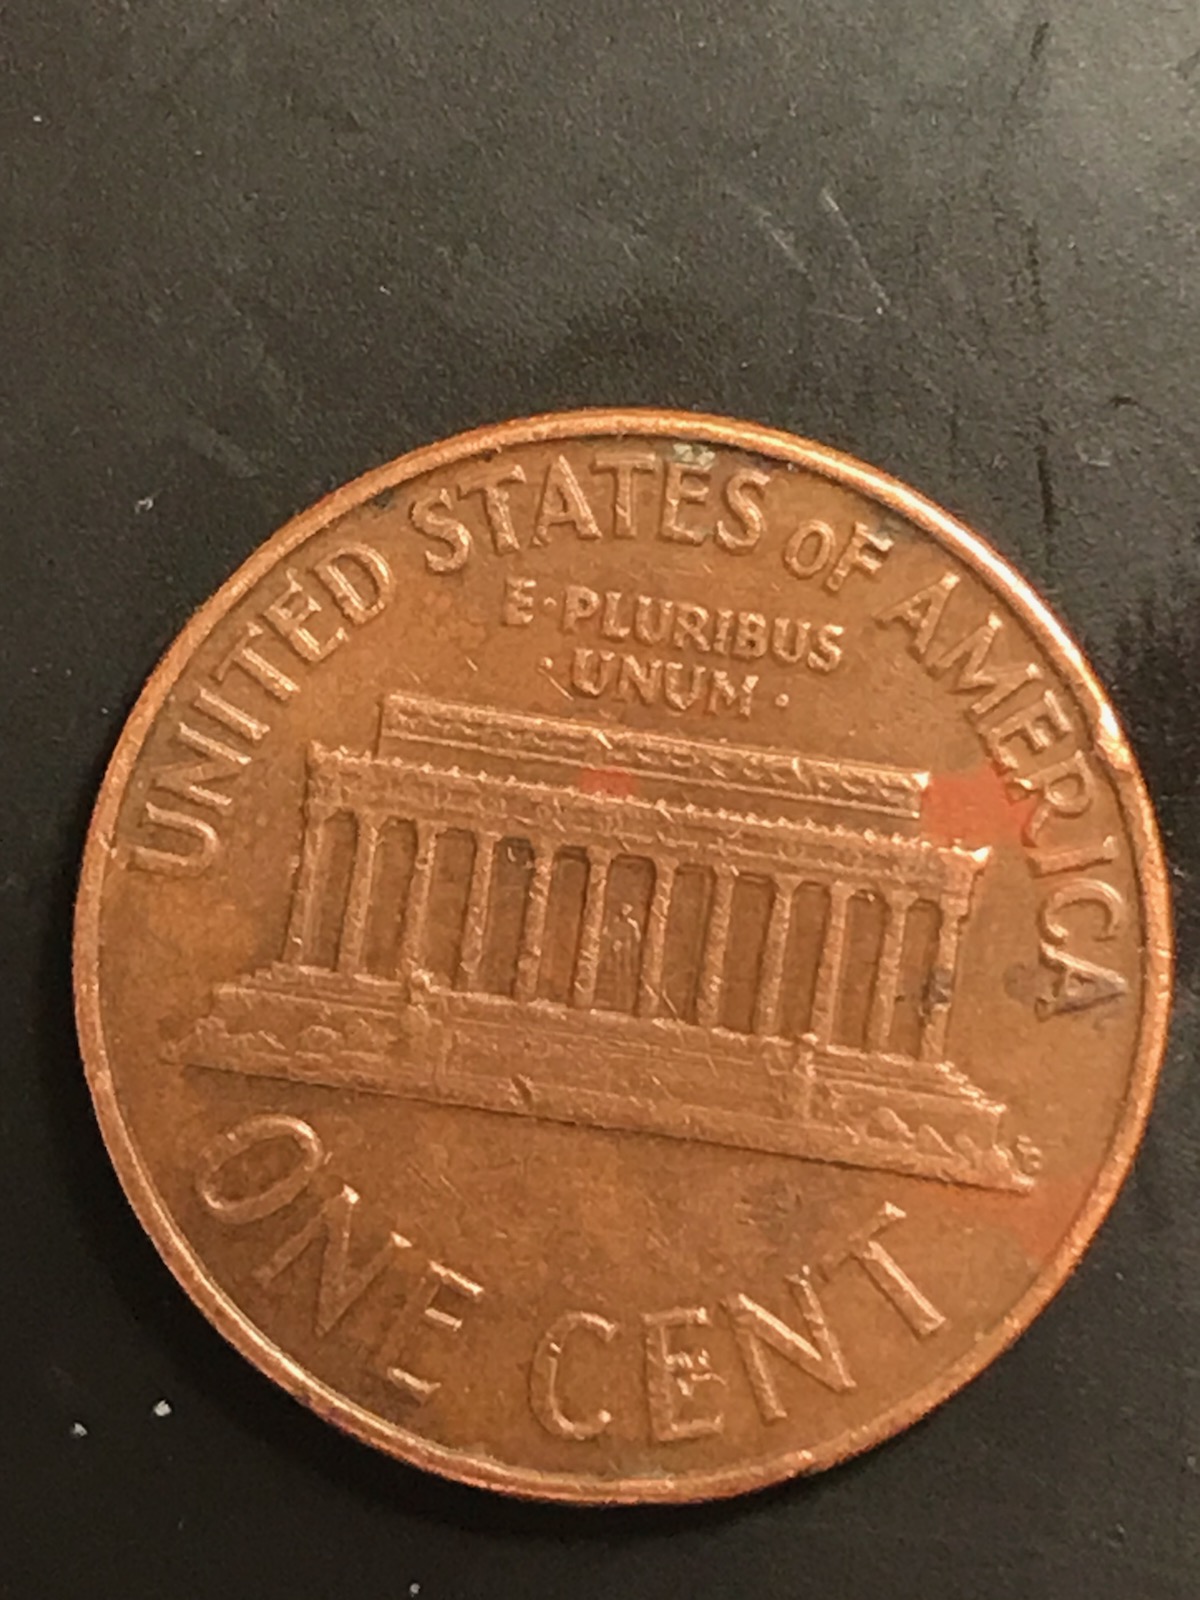 UNITED STATES OF AMERICA
E·PLURIBUS
·UNUM·
ONE CENT